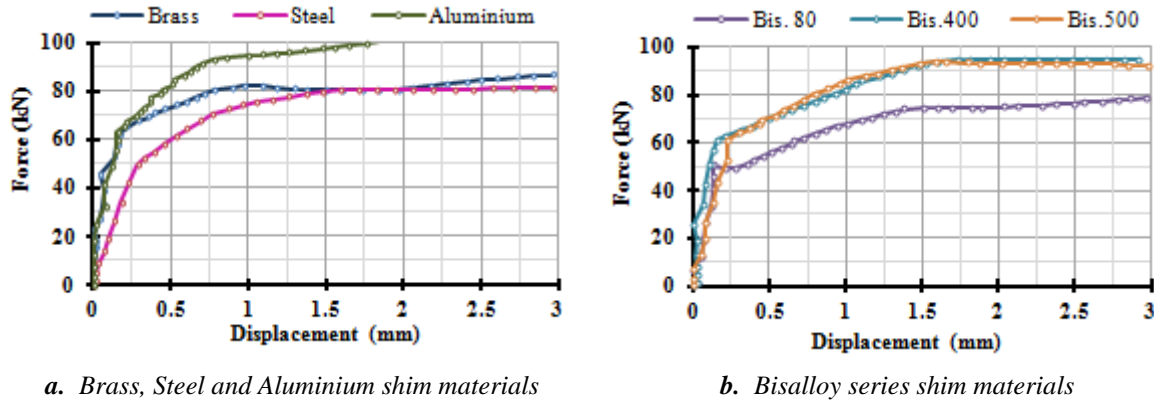 Brass Steel Aluminium
100
80
60
40
20
0
Force (kN)
0 0.5 1 1.5 2 2.5 3
Displacement (mm)
a. Brass, Steel and Aluminium shim materials
Bis. 80 Bis.400 Bis.500
100
80
60
40
20
0
Force (kN)
0 0.5 1 1.5 2 2.5 3
Displacement (mm)
b. Bisalloy series shim materials